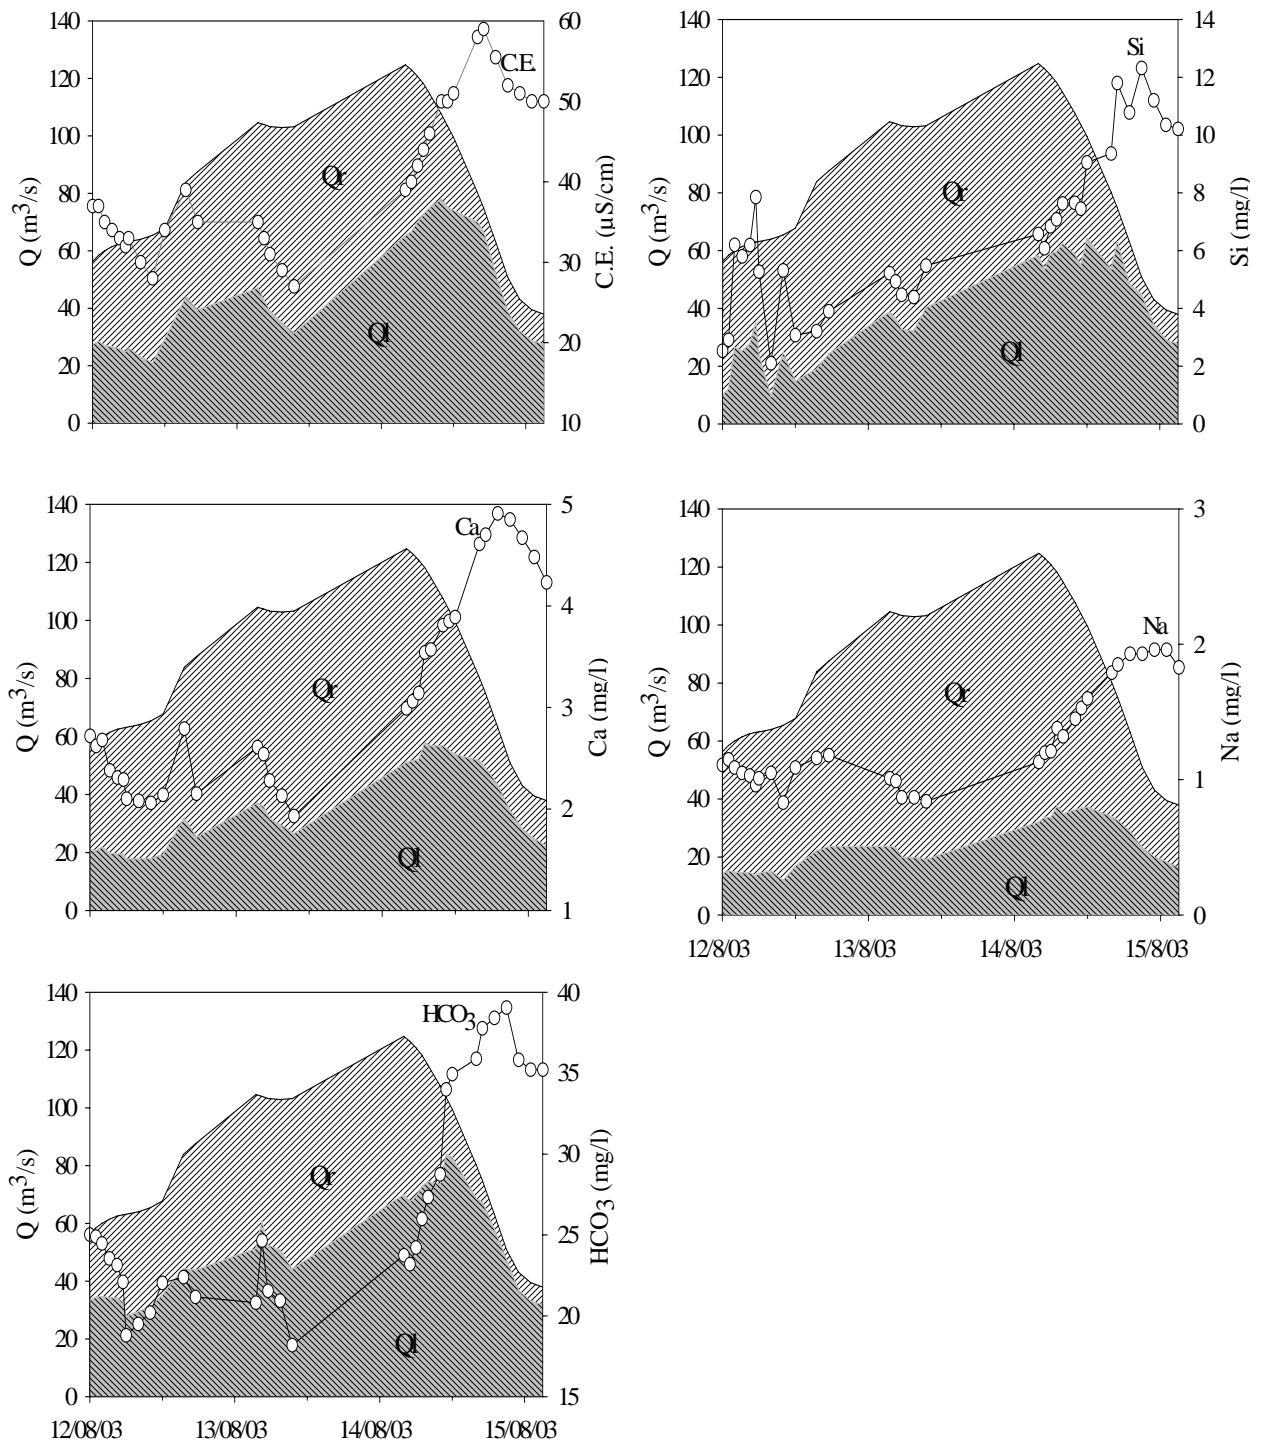 140
120
100
80
60
40
20
0
Q (m³/s)
60
50
40
30
20
10
C.E. (µS/cm)
C.E.
Qr
Ql
140
120
100
80
60
40
20
0
Q (m³/s)
14
12
10
8
6
4
2
0
Si (mg/l)
Si
Qr
Ql
140
120
100
80
60
40
20
0
Q (m³/s)
5
4
3
2
1
Ca (mg/l)
Ca
Qr
Ql
140
120
100
80
60
40
20
0
Q (m³/s)
3
2
1
0
Na (mg/l)
Na
Qr
Ql
12/8/03 13/8/03 14/8/03 15/8/03
140
120
100
80
60
40
20
0
Q (m³/s)
40
35
30
25
20
15
HCO3 (mg/l)
HCO3
Qr
Ql
12/08/03 13/08/03 14/08/03 15/08/03